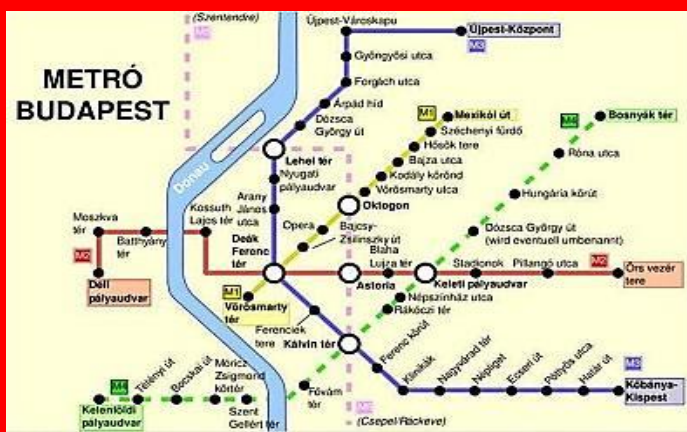 (Szentendre)
M5
METRÓ
BUDAPEST
Donau
Újpest-Városkapu
Újpest-Központ
M3
Gyöngyösi utca
Forgách utca
Árpád híd
Dózsca
György út
Lehel tér
Nyugati
pályaudvar
Arany
János
utca
M1
Mexikói út
Széchenyi fürdő
Hősök tere
Bajza utca
Kodály körönd
Vörösmarty utca
Oktogon
Opera
Bajcsy-
Zsilinszky út
M4
Bosnyák tér
Róna utca
Hungária körút
Dózsca György út
(wird eventuell umbenannt)
Moszkva
tér
Batthyány
tér
Kossuth
Lajos tér
Deák
Ferenc
tér
M2
Déli
pályaudvar
M1
Vörösmarty
tér
Astoria
Blaha
Lujza tér
Keleti pályaudvar
Stadionok
Pillangó utca
M2
Örs vezér
tere
Népszínház utca
Rákóczi tér
Ferenciek
tere
Kálvin tér
Ferenc körút
Klinikák
Nagyvárad tér
Népliget
Ecseri út
Pöttyös utca
Határ út
M3
Kőbánya-
Kispest
M4
Kelenföldi
pályaudvar
Tétényi út
Bocskai út
Móricz
Zsigmond
körtér
Szent
Gellért tér
Fővám
tér
M5
(Csepel/Ráckeve)